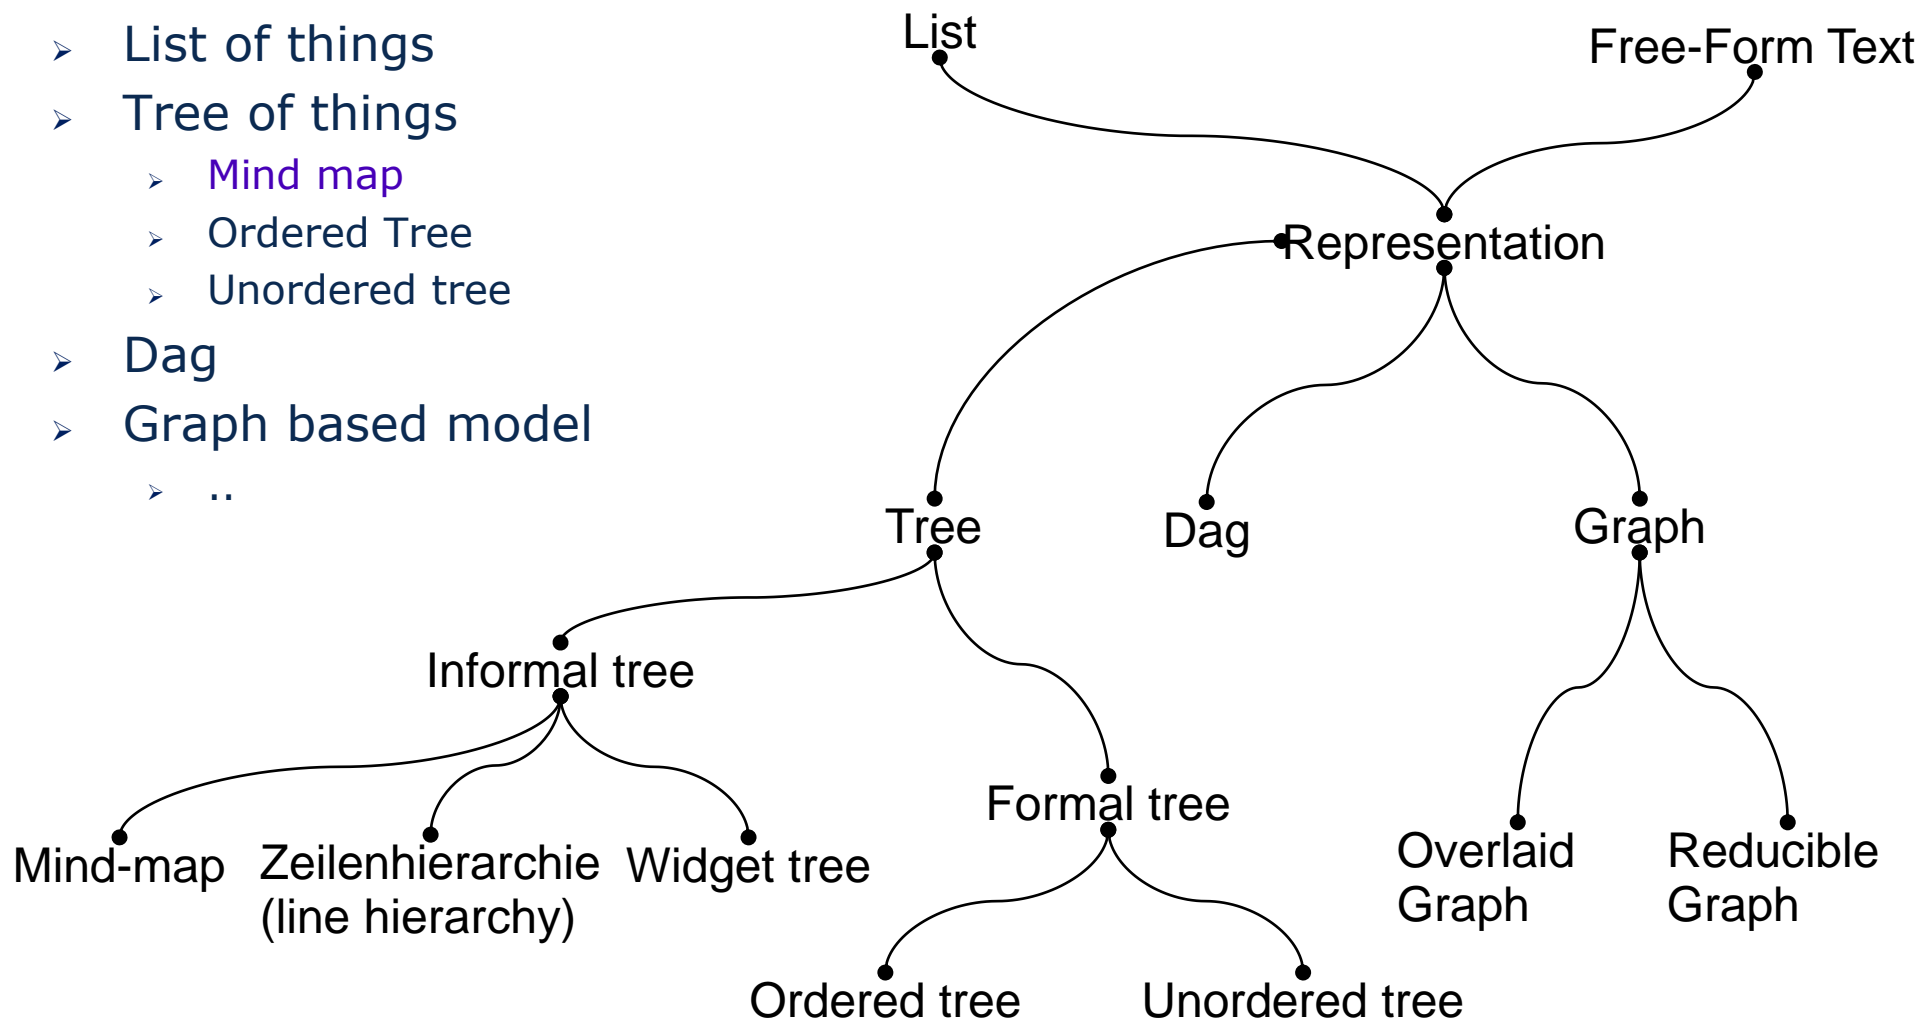 List of things
Tree of things
Mind map
Ordered Tree
Unordered tree
Dag
Graph based model
..
List
Free-Form Text
Representation
Tree
Dag
Graph
Informal tree
Formal tree
Mind-map
Zeilenhierarchie
(line hierarchy)
Widget tree
Overlaid
Graph
Reducible
Graph
Ordered tree
Unordered tree